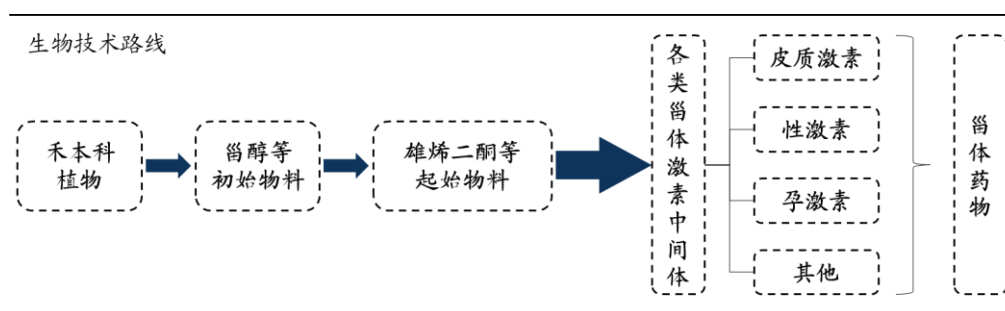 生物技术路线
禾本科
植物
甾醇等
初始物料
雄烯二酮等
起始物料
各类甾体激素中间体
皮质激素
性激素
孕激素
其他
甾体药物